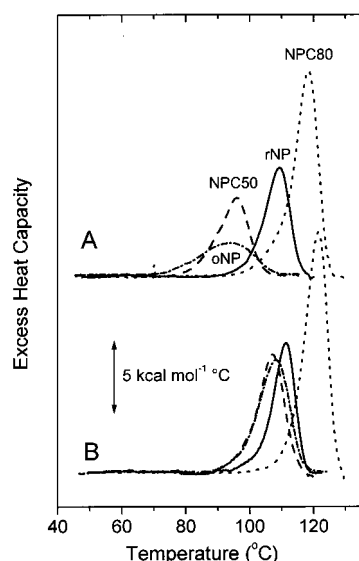 NPC80
rNP
NPC50
A
oNP
5 kcal mol⁻¹ °C
B
Excess Heat Capacity
40 60 80 100 120
Temperature (°C)